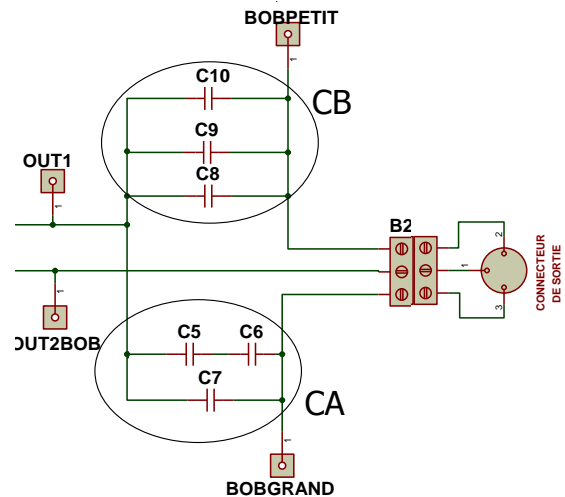 BOBPETIT
1
C10
CB
C9
OUT1
C8
1
B2
2
1
3
CONNECTEUR
DE SORTIE
1
OUT2BOB
C5
C6
C7
CA
1
BOBGRAND